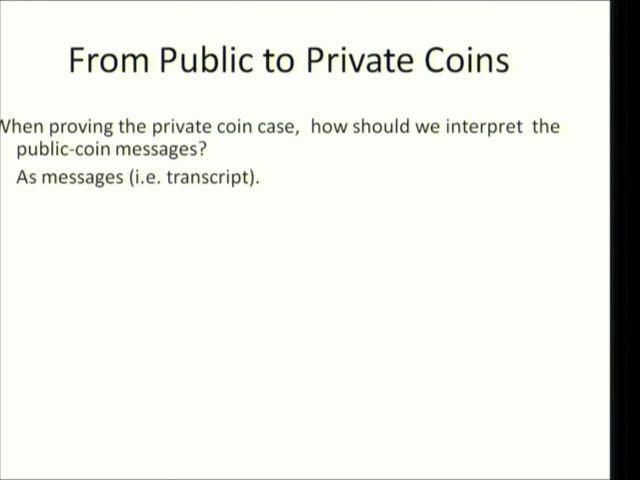 From Public to Private Coins
When proving the private coin case, how should we interpret the
public-coin messages?
As messages (i.e. transcript).